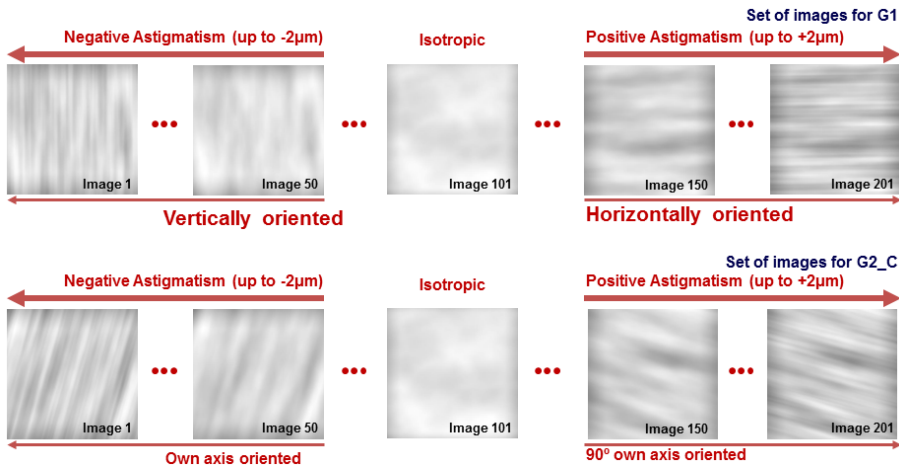 Set of images for G1
Negative Astigmatism (up to -2µm)
Isotropic
Positive Astigmatism (up to +2µm)
Image 1
•••
Image 50
•••
Image 101
•••
Image 150
•••
Image 201
Vertically oriented
Horizontally oriented
Set of images for G2_C
Negative Astigmatism (up to -2µm)
Isotropic
Positive Astigmatism (up to +2µm)
Image 1
•••
Image 50
•••
Image 101
•••
Image 150
•••
Image 201
Own axis oriented
90º own axis oriented